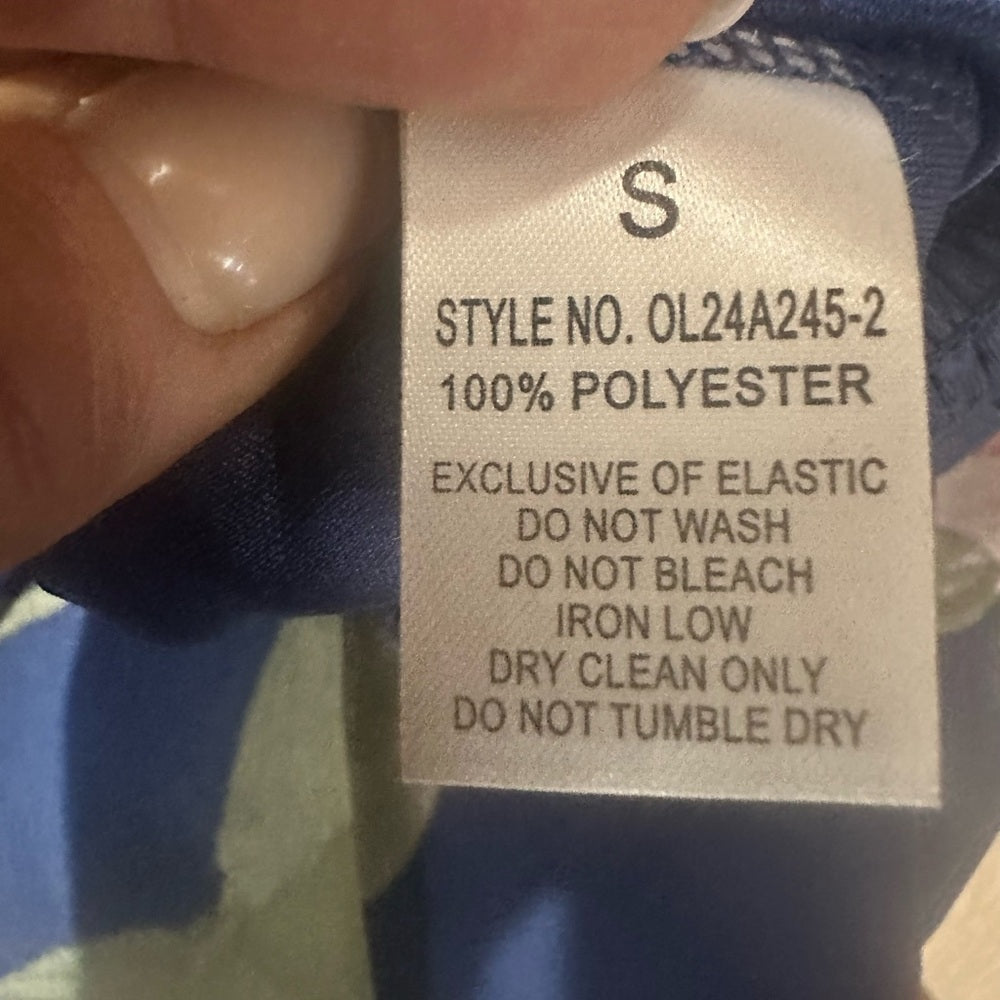 S
STYLE NO. OL24A245-2
100% POLYESTER
EXCLUSIVE OF ELASTIC
DO NOT WASH
DO NOT BLEACH
IRON LOW
DRY CLEAN ONLY
DO NOT TUMBLE DRY